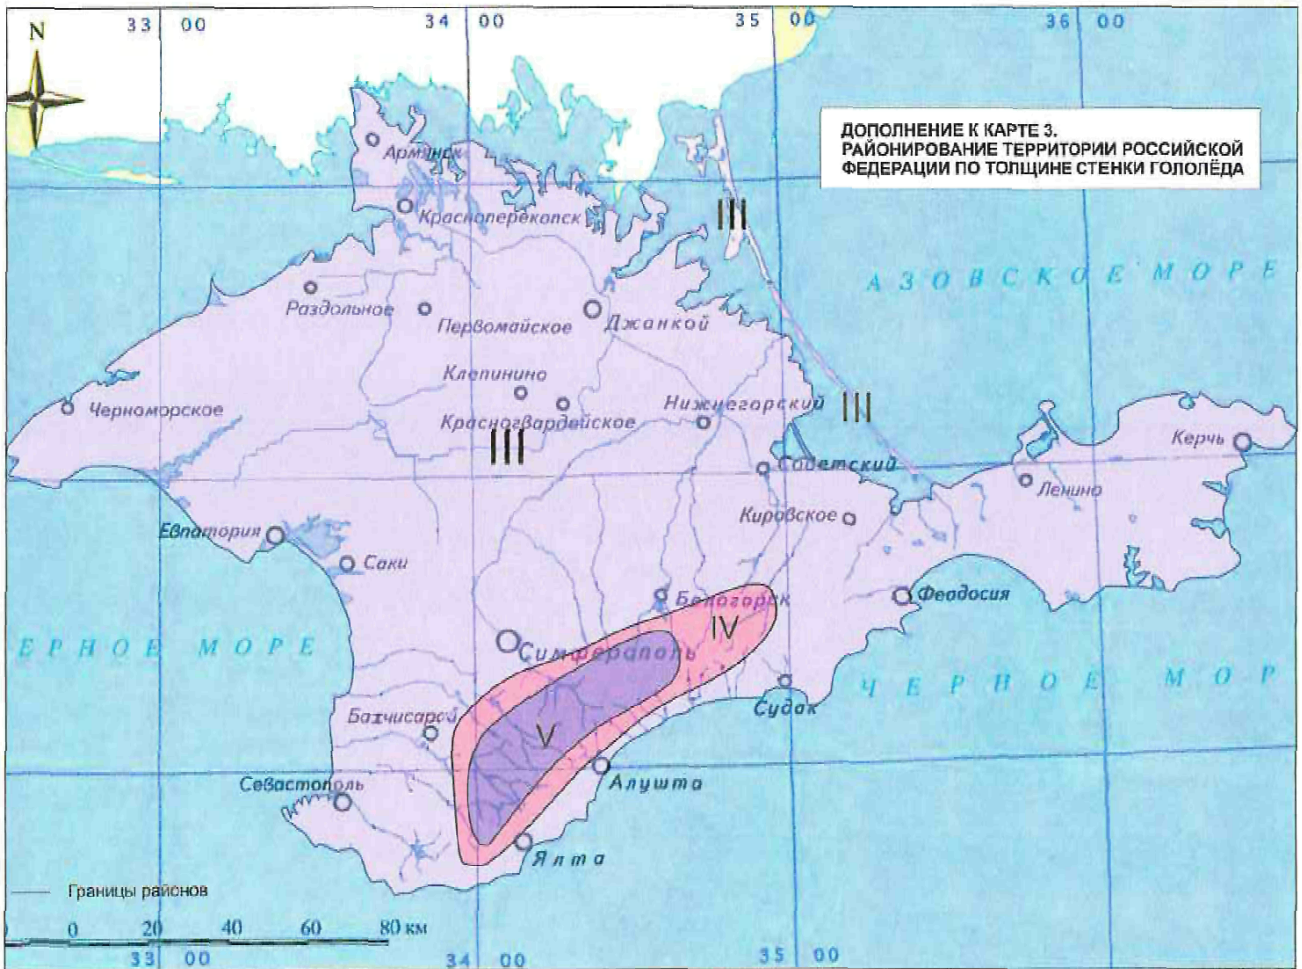 33 00
34 00
35 00
36 00
N
ДОПОЛНЕНИЕ К КАРТЕ 3.
РАЙОНИРОВАНИЕ ТЕРРИТОРИИ РОССИЙСКОЙ
ФЕДЕРАЦИИ ПО ТОЛЩИНЕ СТЕНКИ ГОЛОЛЁДА
Армянск
Красноперекопск
III
АЗОВСКОЕ МОРЕ
Раздольное
Первомайское
Джанкой
Клепинино
Нижнегорский
III
Черноморское
Красногвардейское
Керчь
III
Советский
Ленино
Кировское
Евпатория
Саки
Белогорск
Феодосия
IV
ЕРНОЕ МОРЕ
Симферополь
ЧЕРНОЕ МОР
Судак
Бахчисарай
V
Севастополь
Алушта
Ялта
Границы районов
0 20 40 60 80 км
33 00
34 00
35 00